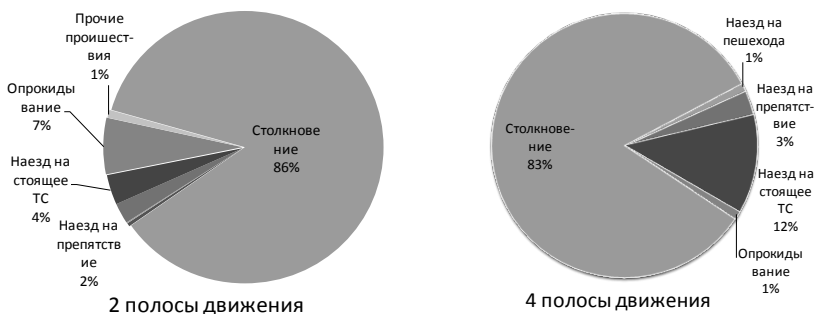 Прочие
проишест-
вия
1%
Опрокиды
вание
7%
Наезд на
стоящее
ТС
4%
Наезд на
препятств
ие
2%
Столкнове
ние
86%
2 полосы движения
Столкнове-
ние
83%
Наезд на
пешехода
1%
Наезд на
препятст-
вие
3%
Наезд на
стоящее
ТС
12%
Опрокиды
вание
1%
4 полосы движения